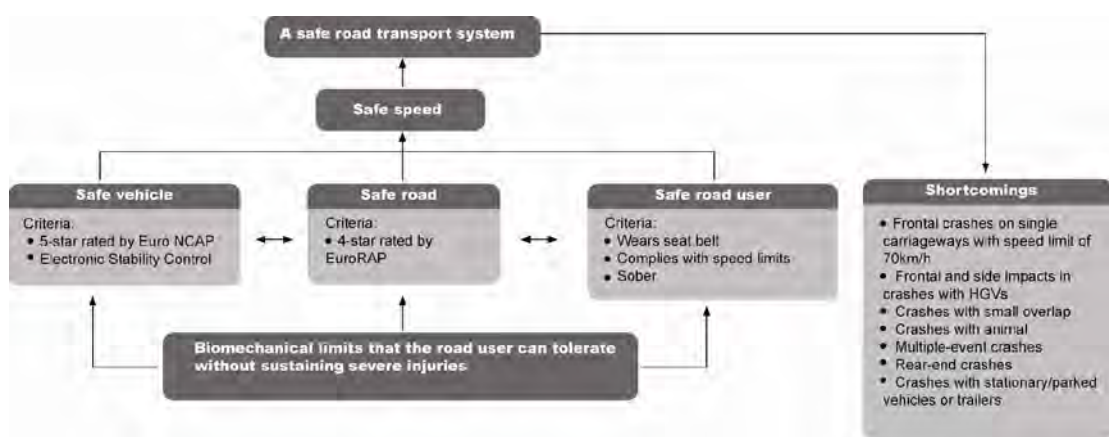 A safe road transport system
Safe speed
Safe vehicle
Criteria:
• 5-star rated by Euro NCAP
• Electronic Stability Control
Safe road
Criteria:
• 4-star rated by
EuroRAP
Safe road user
Criteria:
• Wears seat belt
• Complies with speed limits
• Sober
Shortcomings
• Frontal crashes on single
carriageways with speed limit of
70km/h
• Frontal and side impacts in
crashes with HGVs
• Crashes with small overlap
• Crashes with animal
• Multiple-event crashes
• Rear-end crashes
• Crashes with stationary/parked
vehicles or trailers
Biomechanical limits that the road user can tolerate
without sustaining severe injuries